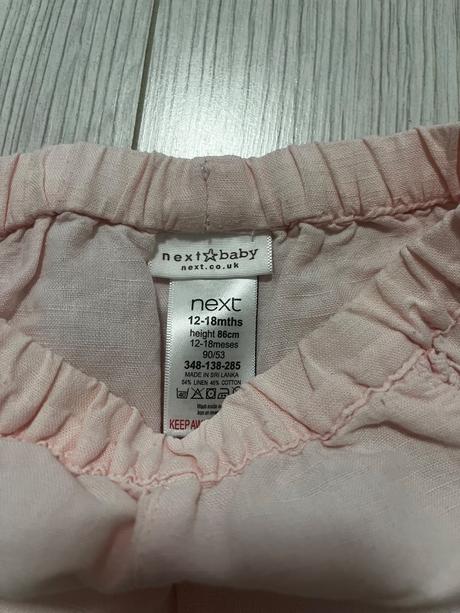 next☆baby
next.co.uk
next
12-18mths
height 86cm
12-18meses
90/53
348-138-285
MADE IN SRI LANKA
54% LINEN 46% COTTON
KEEP AW